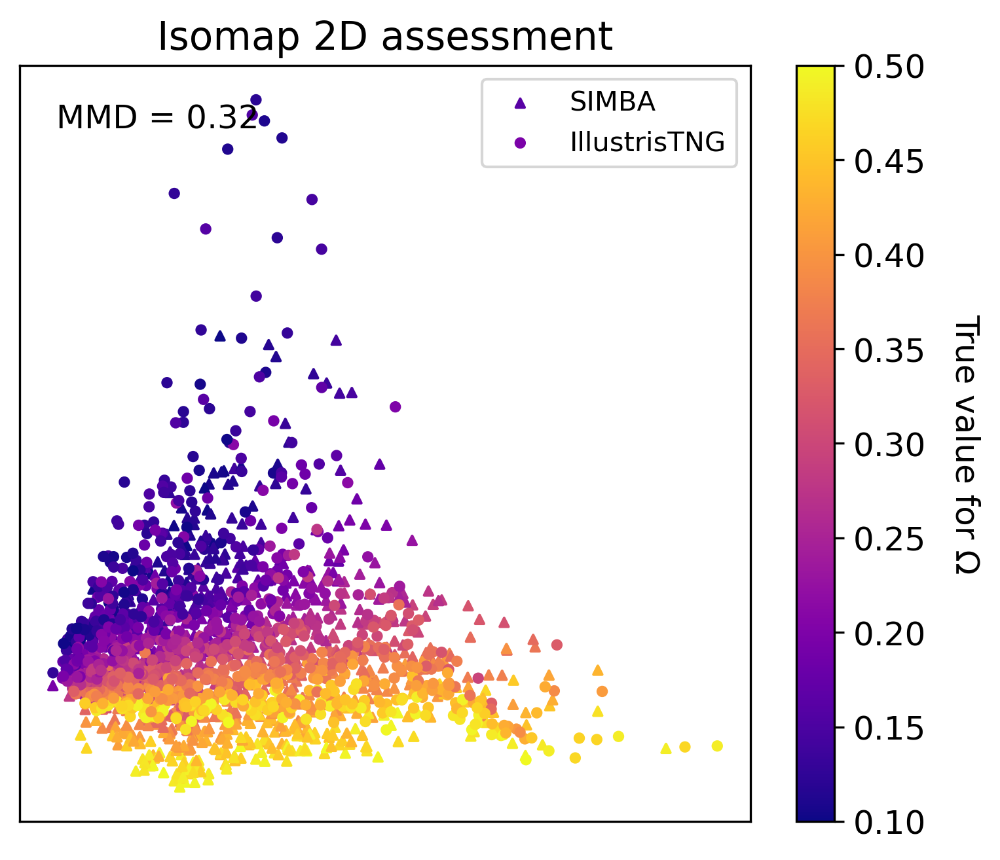 Isomap 2D assessment
MMD = 0.32
SIMBA
IllustrisTNG
0.50
0.45
0.40
0.35
0.30
0.25
0.20
0.15
0.10
True value for Ω